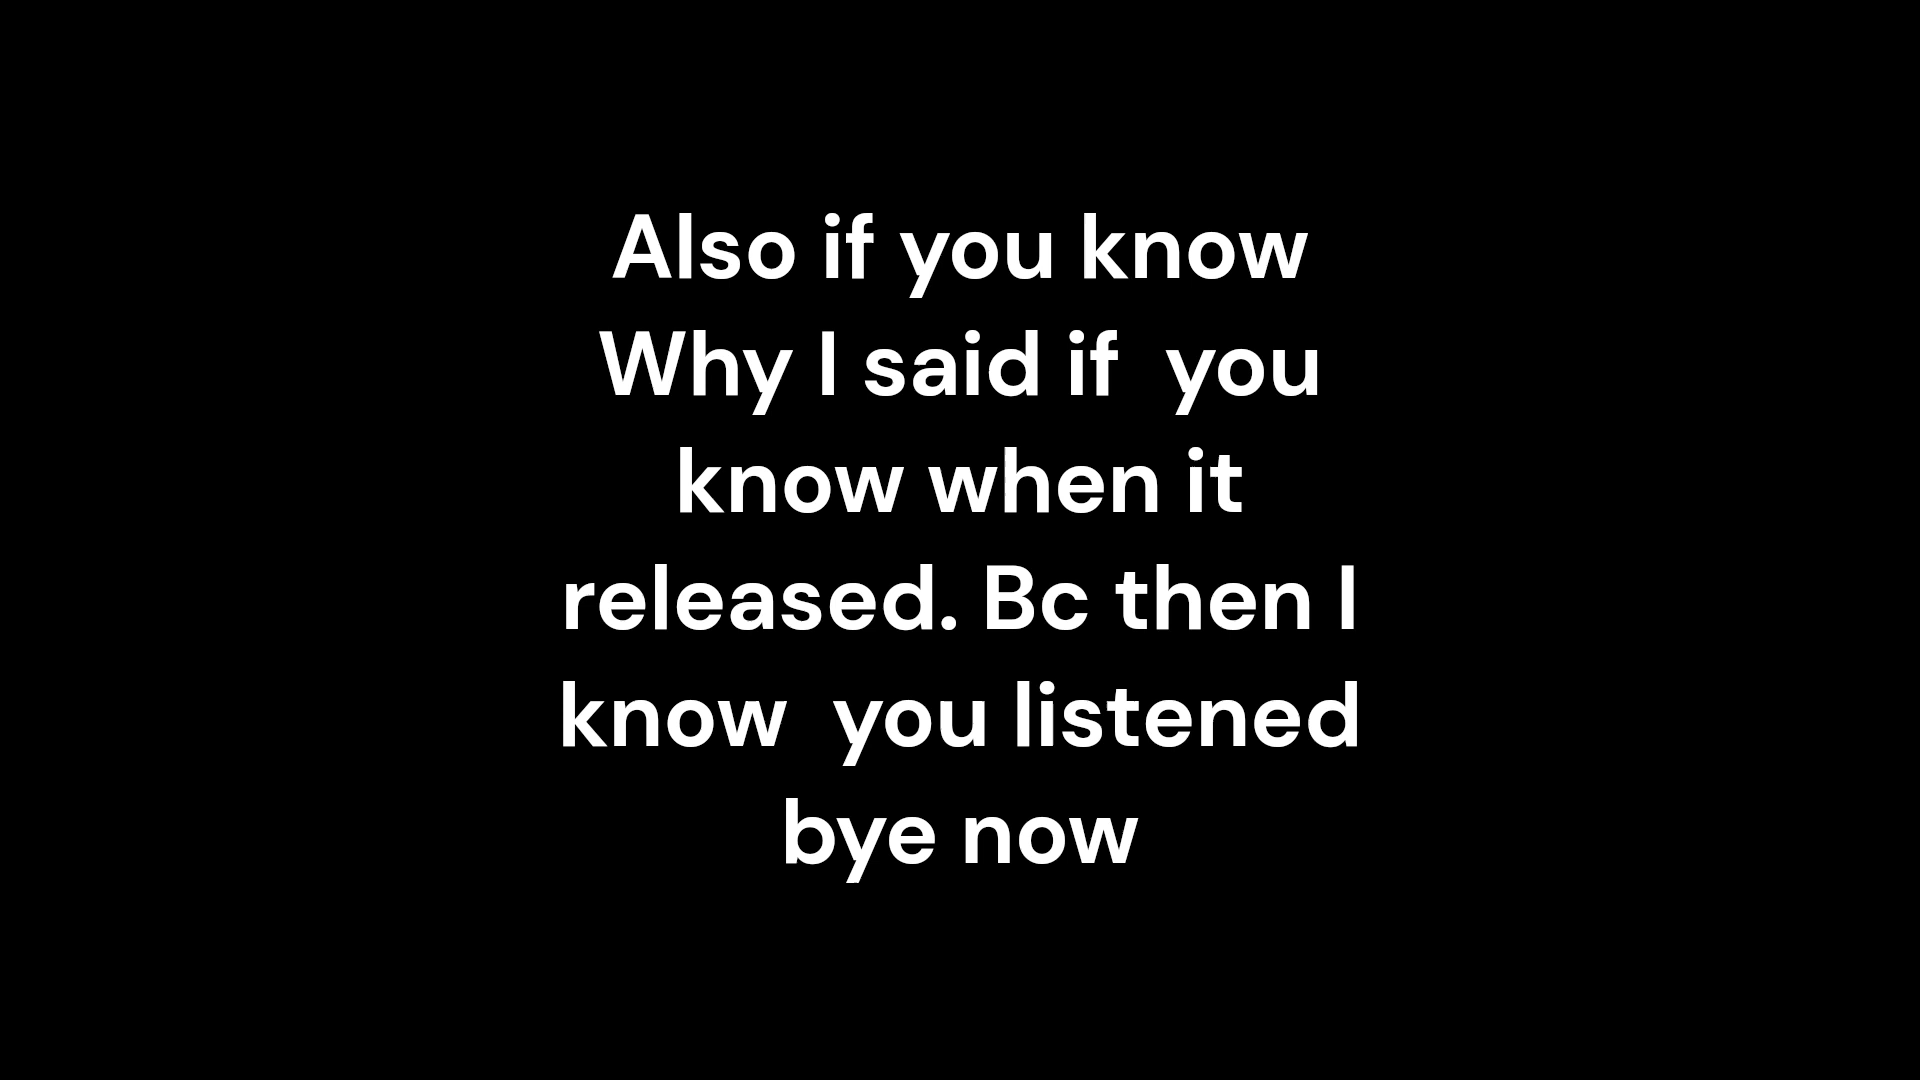 Also if you know
Why I said if  you
know when it
released. Bc then I
know  you listened
bye now